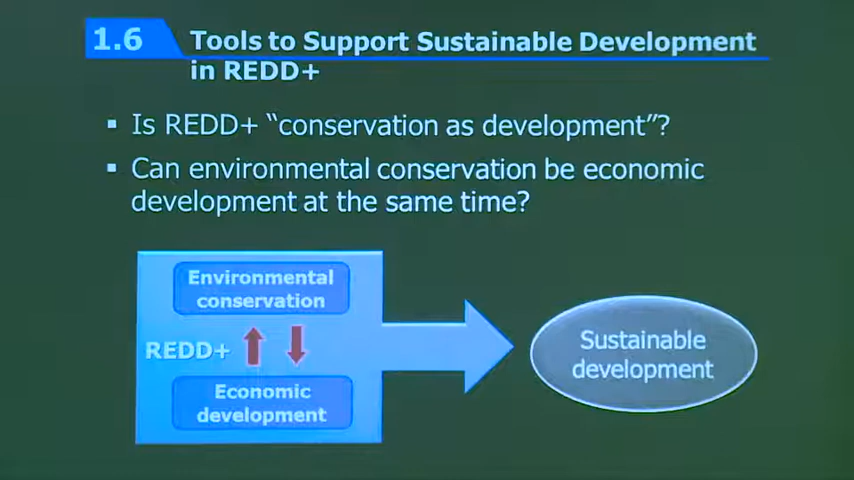 1.6
Tools to Support Sustainable Development
in REDD+
▪ Is REDD+ “conservation as development”?
▪ Can environmental conservation be economic
development at the same time?
Environmental
conservation
REDD+
Economic
development
Sustainable
development